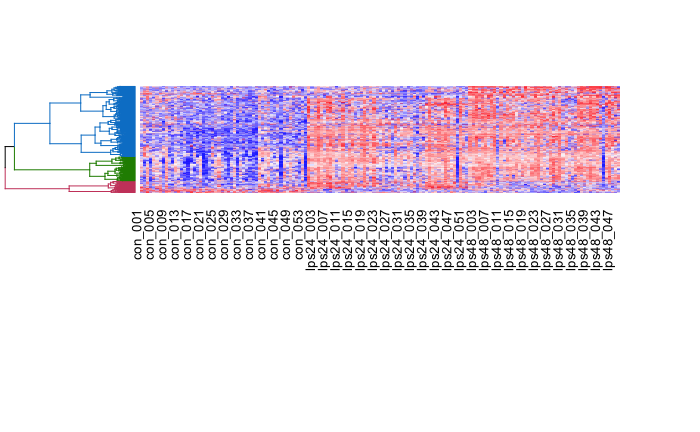 con_001
con_005
con_009
con_013
con_017
con_021
con_025
con_029
con_033
con_037
con_041
con_045
con_049
con_053
lps24_003
lps24_007
lps24_011
lps24_015
lps24_019
lps24_023
lps24_027
lps24_031
lps24_035
lps24_039
lps24_043
lps24_047
lps24_051
lps48_003
lps48_007
lps48_011
lps48_015
lps48_019
lps48_023
lps48_027
lps48_031
lps48_035
lps48_039
lps48_043
lps48_047